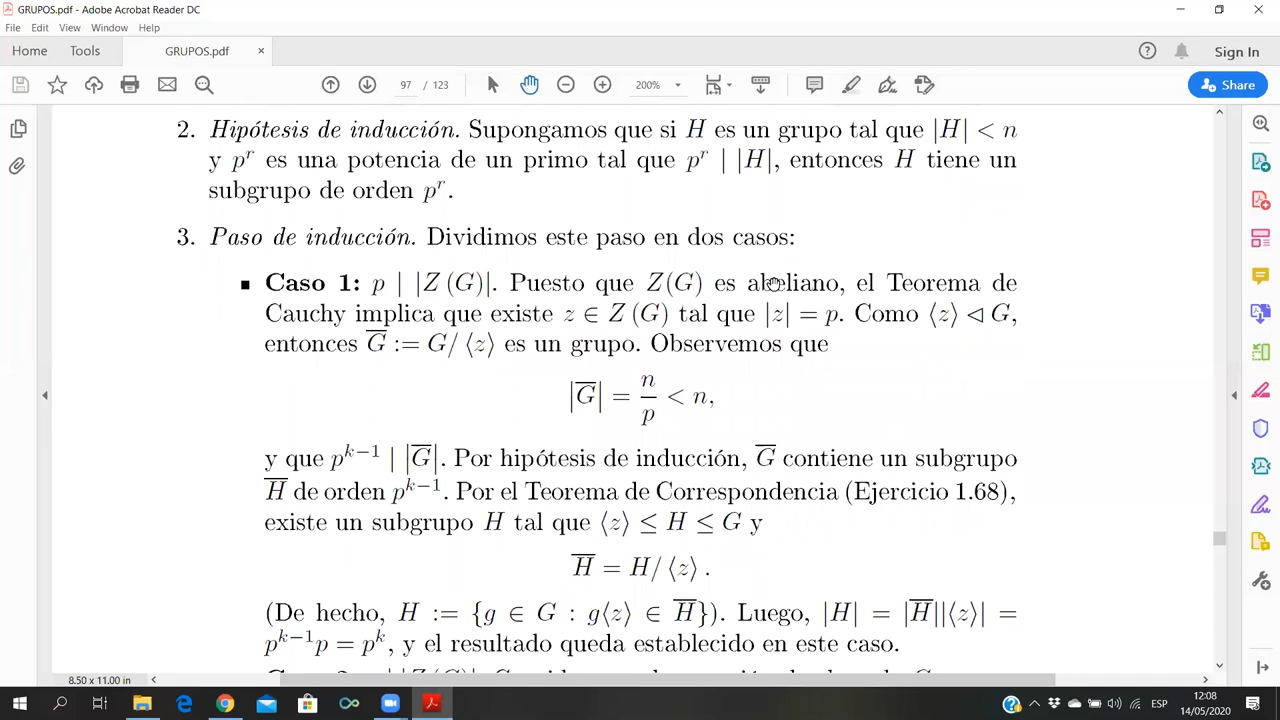 GRUPOS.pdf - Adobe Acrobat Reader DC
File Edit View Window Help
Home Tools GRUPOS.pdf × Sign In
97 / 123 200% Share
2. Hipótesis de inducción. Supongamos que si H es un grupo tal que |H| < n
y p^r es una potencia de un primo tal que p^r | |H|, entonces H tiene un
subgrupo de orden p^r.
3. Paso de inducción. Dividimos este paso en dos casos:
■ Caso 1: p | |Z (G)|. Puesto que Z(G) es abeliano, el Teorema de
Cauchy implica que existe z ∈ Z (G) tal que |z| = p. Como ⟨z⟩ ⊲ G,
entonces G̅ := G/ ⟨z⟩ es un grupo. Observemos que
|G̅| = n/p < n,
y que p^{k−1} | |G̅|. Por hipótesis de inducción, G̅ contiene un subgrupo
H̅ de orden p^{k−1}. Por el Teorema de Correspondencia (Ejercicio 1.68),
existe un subgrupo H tal que ⟨z⟩ ≤ H ≤ G y
H̅ = H/ ⟨z⟩ .
(De hecho, H := {g ∈ G : g⟨z⟩ ∈ H̅}). Luego, |H| = |H̅||⟨z⟩| =
p^{k−1}p = p^k, y el resultado queda establecido en este caso.
8.50 x 11.00 in
ESP
12:08
14/05/2020